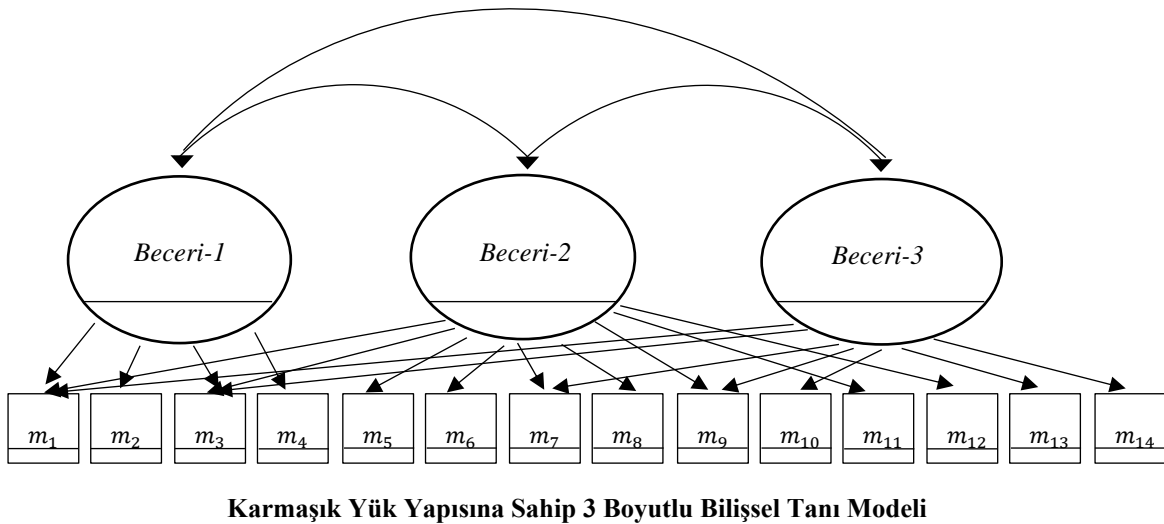 Beceri-1 Beceri-2 Beceri-3
m₁ m₂ m₃ m₄ m₅ m₆ m₇ m₈ m₉ m₁₀ m₁₁ m₁₂ m₁₃ m₁₄
Karmaşık Yük Yapısına Sahip 3 Boyutlu Bilişsel Tanı Modeli